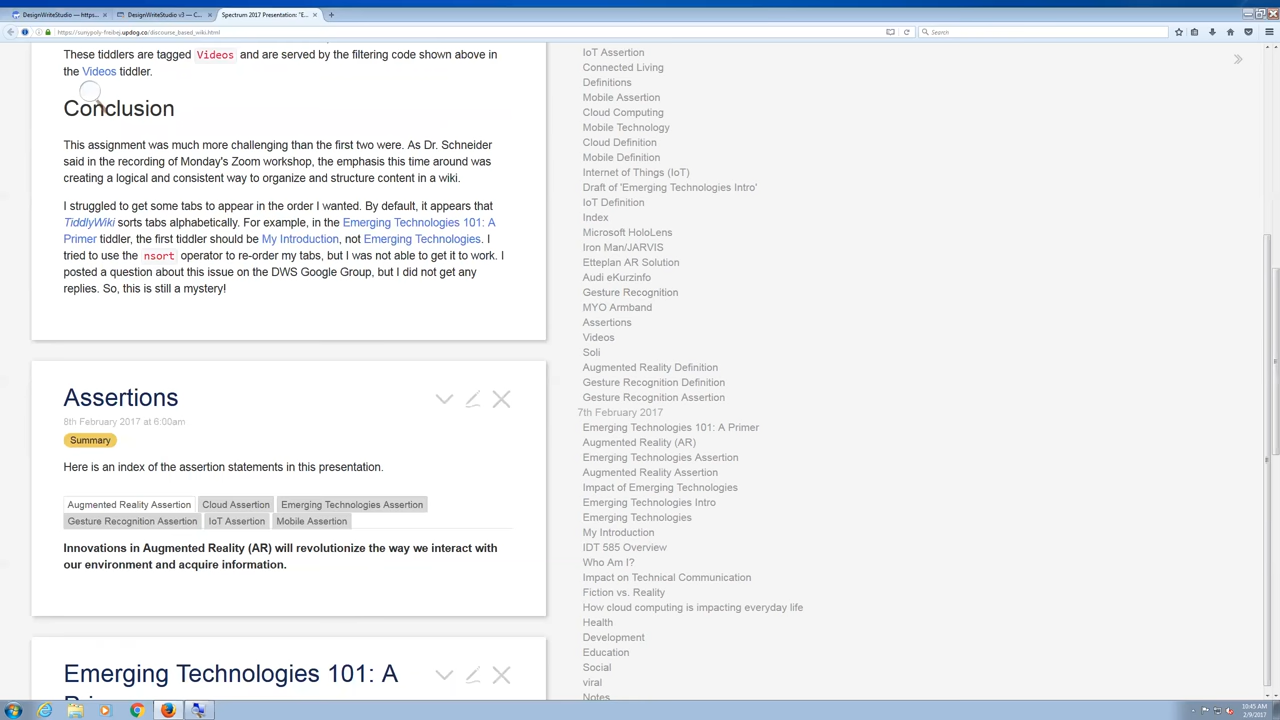 DesignWriteStudio — https...
DesignWriteStudio v3 — C...
Spectrum 2017 Presentation: "E...
Search
These tiddlers are tagged Videos and are served by the filtering code shown above in
the Videos tiddler.
Conclusion
This assignment was much more challenging than the first two were. As Dr. Schneider
said in the recording of Monday's Zoom workshop, the emphasis this time around was
creating a logical and consistent way to organize and structure content in a wiki.
I struggled to get some tabs to appear in the order I wanted. By default, it appears that
TiddlyWiki sorts tabs alphabetically. For example, in the Emerging Technologies 101: A
Primer tiddler, the first tiddler should be My Introduction, not Emerging Technologies. I
tried to use the nsort operator to re-order my tabs, but I was not able to get it to work. I
posted a question about this issue on the DWS Google Group, but I did not get any
replies. So, this is still a mystery!
Assertions
8th February 2017 at 6:00am
Summary
Here is an index of the assertion statements in this presentation.
Augmented Reality Assertion Cloud Assertion Emerging Technologies Assertion
Gesture Recognition Assertion IoT Assertion Mobile Assertion
Innovations in Augmented Reality (AR) will revolutionize the way we interact with
our environment and acquire information.
Emerging Technologies 101: A
IoT Assertion
Connected Living
Definitions
Mobile Assertion
Cloud Computing
Mobile Technology
Cloud Definition
Mobile Definition
Internet of Things (IoT)
Draft of 'Emerging Technologies Intro'
IoT Definition
Index
Microsoft HoloLens
Iron Man/JARVIS
Etteplan AR Solution
Audi eKurzinfo
Gesture Recognition
MYO Armband
Assertions
Videos
Soli
Augmented Reality Definition
Gesture Recognition Definition
Gesture Recognition Assertion
7th February 2017
Emerging Technologies 101: A Primer
Augmented Reality (AR)
Emerging Technologies Assertion
Augmented Reality Assertion
Impact of Emerging Technologies
Emerging Technologies Intro
Emerging Technologies
My Introduction
IDT 585 Overview
Who Am I?
Impact on Technical Communication
Fiction vs. Reality
How cloud computing is impacting everyday life
Health
Development
Education
Social
viral
Notes
10:45 AM
2/9/2017